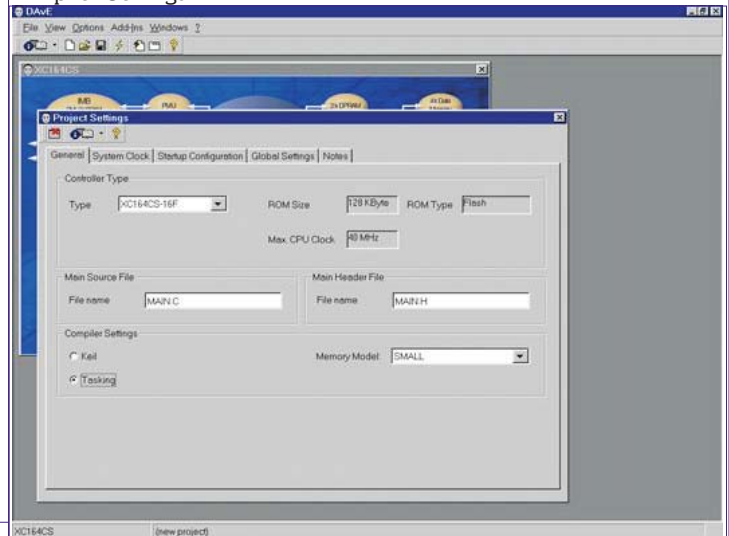 DAvE
File View Options Add-Ins Windows ?
XC164CS
IMB
PMU
2x DPRAM
Project Settings
General System Clock Startup Configuration Global Settings Notes
Controller Type
Type XC164CS-16F ROM Size 128 KByte ROM Type Flash
Max. CPU Clock 40 MHz
Main Source File Main Header File
File name MAIN.C File name MAIN.H
Compiler Settings
Keil Memory Model: SMALL
Tasking
XC164CS (new project)